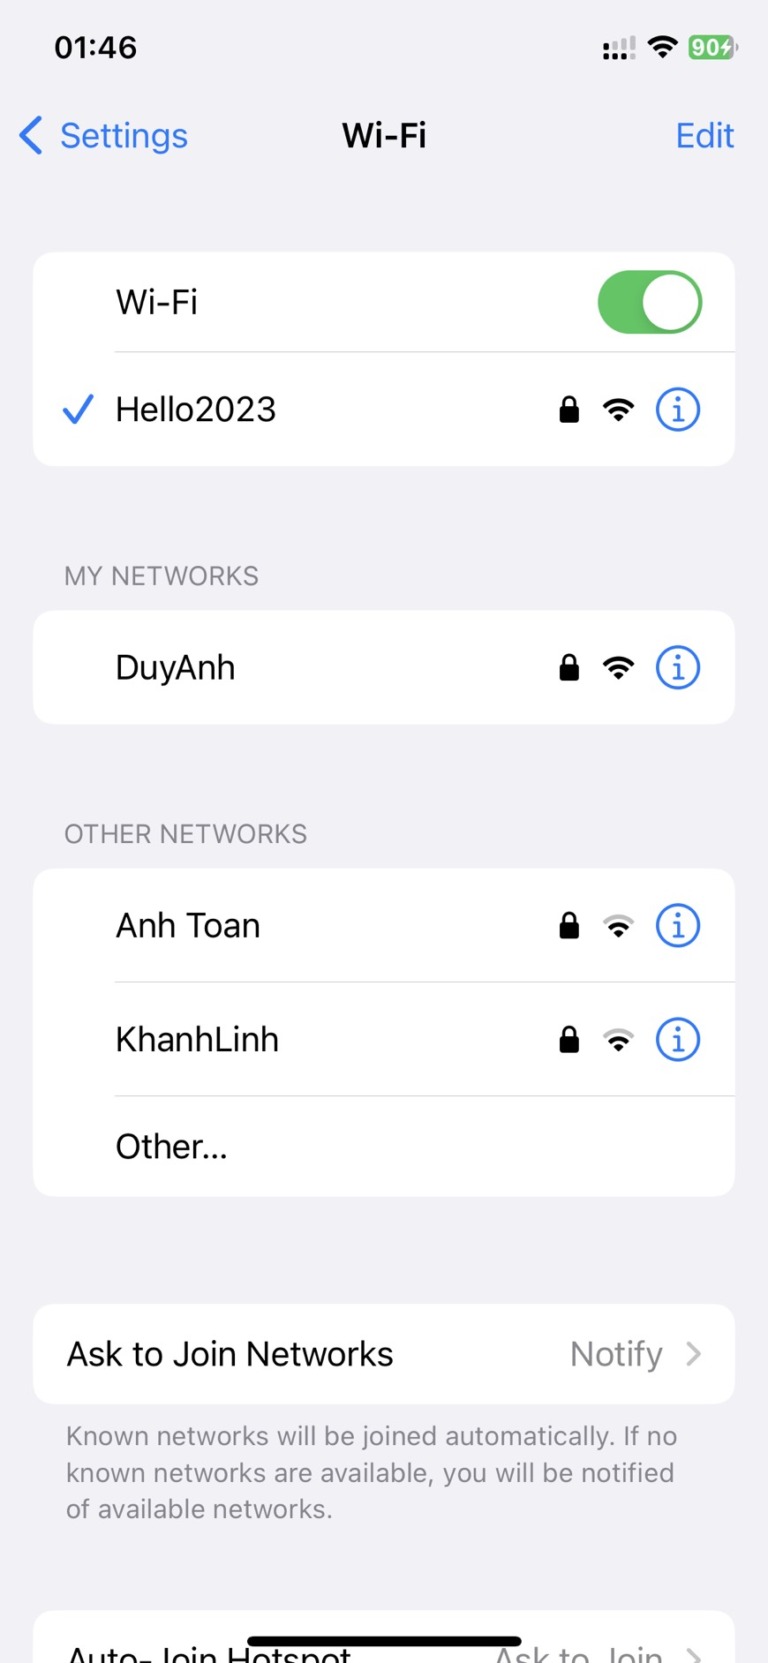 01:46
90
Settings
Wi-Fi
Edit
Wi-Fi
Hello2023
MY NETWORKS
DuyAnh
OTHER NETWORKS
Anh Toan
KhanhLinh
Other...
Ask to Join Networks
Notify
Known networks will be joined automatically. If no
known networks are available, you will be notified
of available networks.
Auto-Join Hotspot
Ask to Join